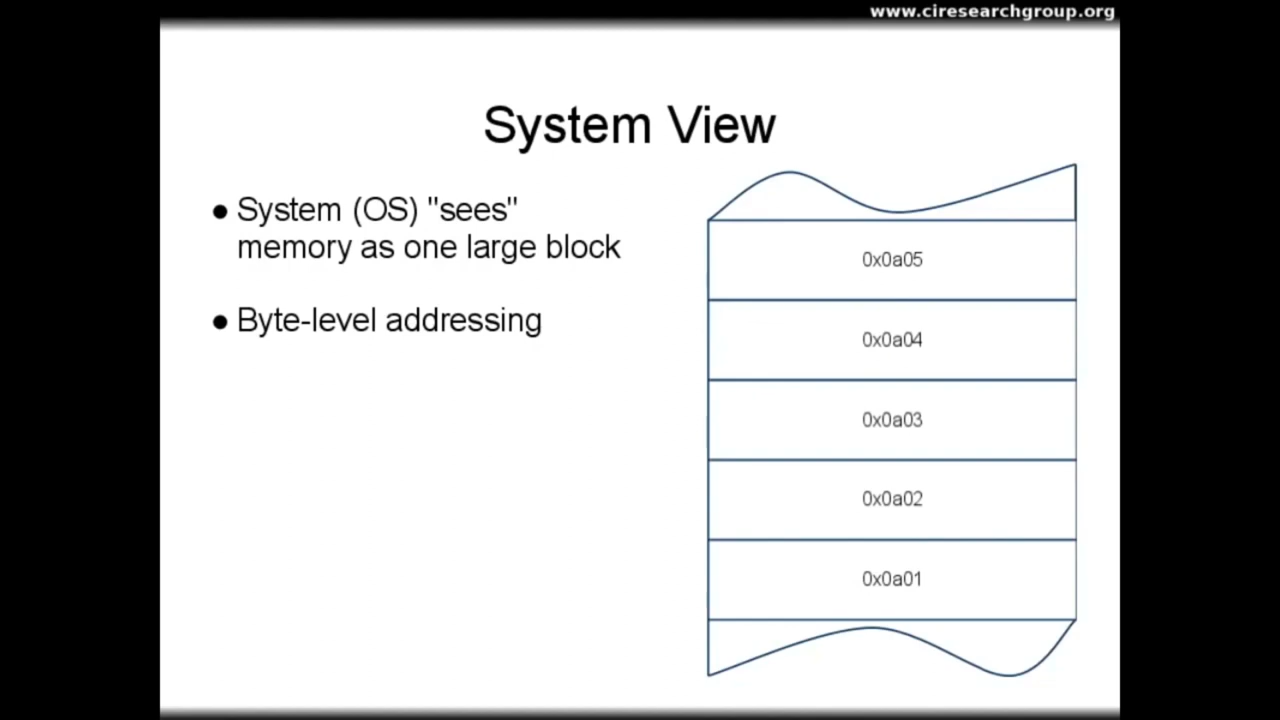 www.ciresearchgroup.org
System View
● System (OS) "sees"
memory as one large block
● Byte-level addressing
0x0a05
0x0a04
0x0a03
0x0a02
0x0a01